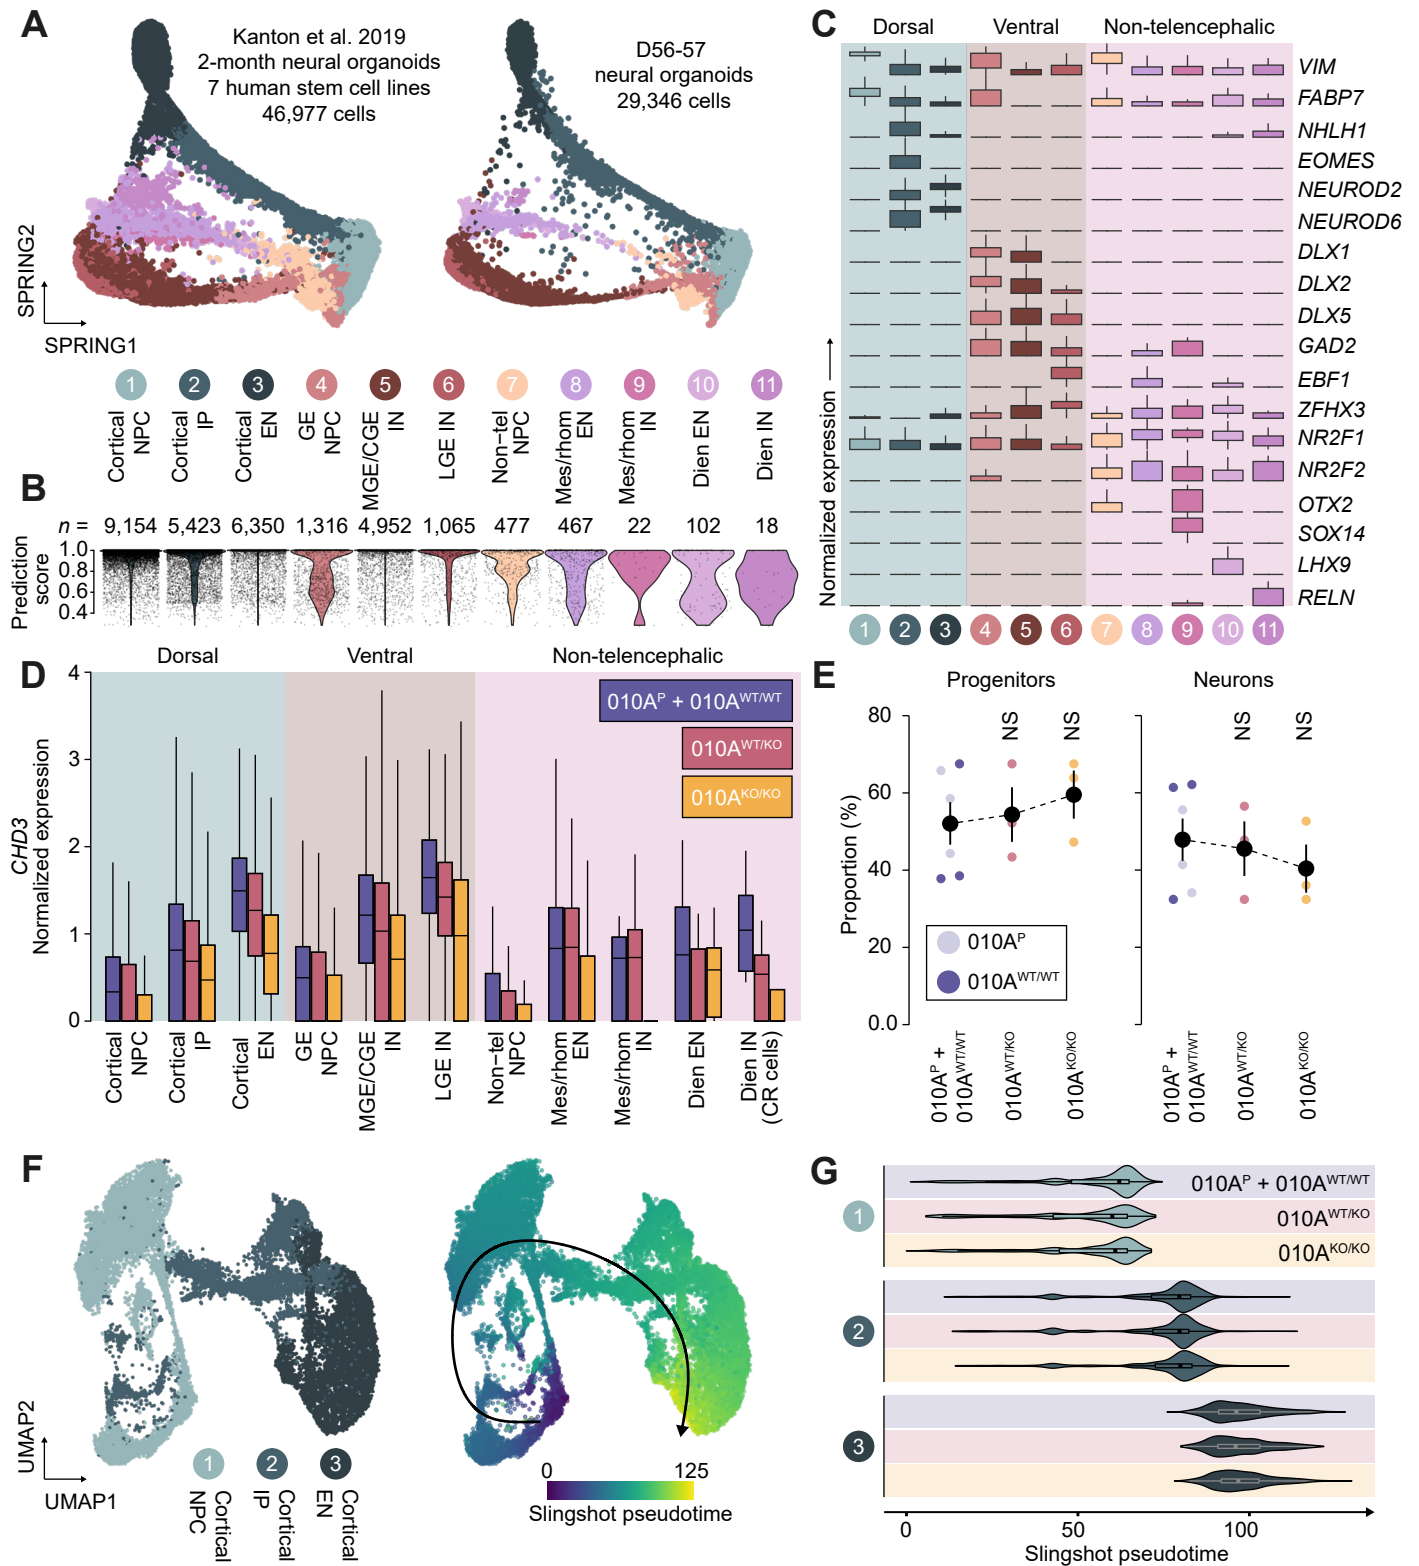 A
Kanton et al. 2019
2-month neural organoids
7 human stem cell lines
46,977 cells
D56-57
neural organoids
29,346 cells
SPRING2
SPRING1
1 2 3 4 5 6 7 8 9 10 11
Cortical NPC
Cortical IP
Cortical EN
GE NPC
MGE/CGE IN
LGE IN
Non-tel NPC
Mes/rhom EN
Mes/rhom IN
Dien EN
Dien IN
B
n = 9,154 5,423 6,350 1,316 4,952 1,065 477 467 22 102 18
Prediction score
1.0
0.8
0.6
0.4
C
Dorsal Ventral Non-telencephalic
VIM
FABP7
NHLH1
EOMES
NEUROD2
NEUROD6
DLX1
DLX2
DLX5
GAD2
EBF1
ZFHX3
NR2F1
NR2F2
OTX2
SOX14
LHX9
RELN
Normalized expression
1 2 3 4 5 6 7 8 9 10 11
D
Dorsal Ventral Non-telencephalic
010A^P + 010A^WT/WT
010A^WT/KO
010A^KO/KO
CHD3
Normalized expression
4
3
2
1
0
Cortical NPC
Cortical IP
Cortical EN
GE NPC
MGE/CGE IN
LGE IN
Non−tel NPC
Mes/rhom EN
Mes/rhom IN
Dien EN
Dien IN (CR cells)
E
Progenitors Neurons
NS NS NS NS
Proportion (%)
80
60
40
20
0.0
010A^P
010A^WT/WT
010A^P + 010A^WT/WT
010A^WT/KO
010A^KO/KO
010A^P + 010A^WT/WT
010A^WT/KO
010A^KO/KO
F
UMAP2
UMAP1
1 2 3
Cortical NPC
Cortical IP
Cortical EN
0 125
Slingshot pseudotime
G
010A^P + 010A^WT/WT
010A^WT/KO
010A^KO/KO
1
2
3
0 50 100
Slingshot pseudotime